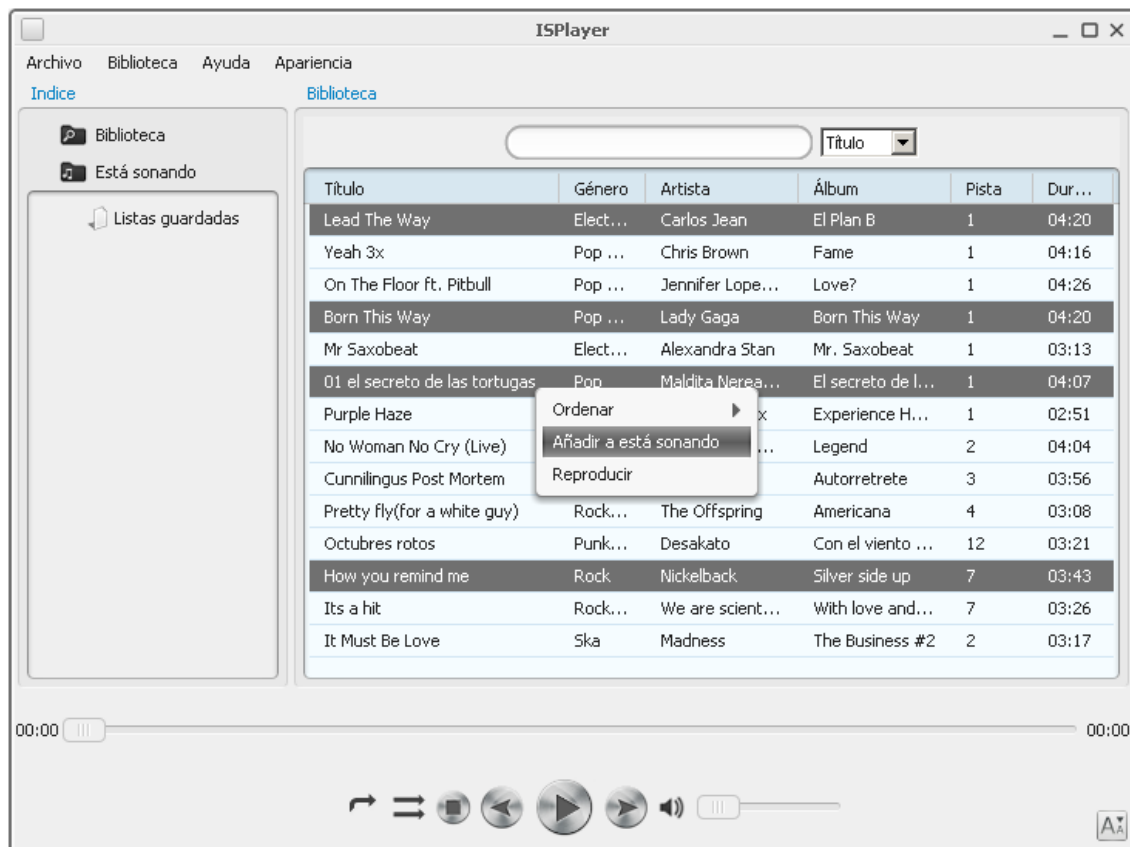 ISPlayer
Archivo Biblioteca Ayuda Apariencia
Indice Biblioteca
Biblioteca
Título
Está sonando
Listas guardadas
Título Género Artista Álbum Pista Dur...
Lead The Way Elect... Carlos Jean El Plan B 1 04:20
Yeah 3x Pop ... Chris Brown Fame 1 04:16
On The Floor ft. Pitbull Pop ... Jennifer Lope... Love? 1 04:26
Born This Way Pop ... Lady Gaga Born This Way 1 04:20
Mr Saxobeat Elect... Alexandra Stan Mr. Saxobeat 1 03:13
01 el secreto de las tortugas Pop Maldita Nerea... El secreto de l... 1 04:07
Purple Haze x Experience H... 1 02:51
No Woman No Cry (Live) ... Legend 2 04:04
Cunnilingus Post Mortem Autorretrete 3 03:56
Pretty fly(for a white guy) Rock... The Offspring Americana 4 03:08
Octubres rotos Punk... Desakato Con el viento ... 12 03:21
How you remind me Rock Nickelback Silver side up 7 03:43
Its a hit Rock... We are scient... With love and... 7 03:26
It Must Be Love Ska Madness The Business #2 2 03:17
Ordenar
Añadir a está sonando
Reproducir
00:00 00:00